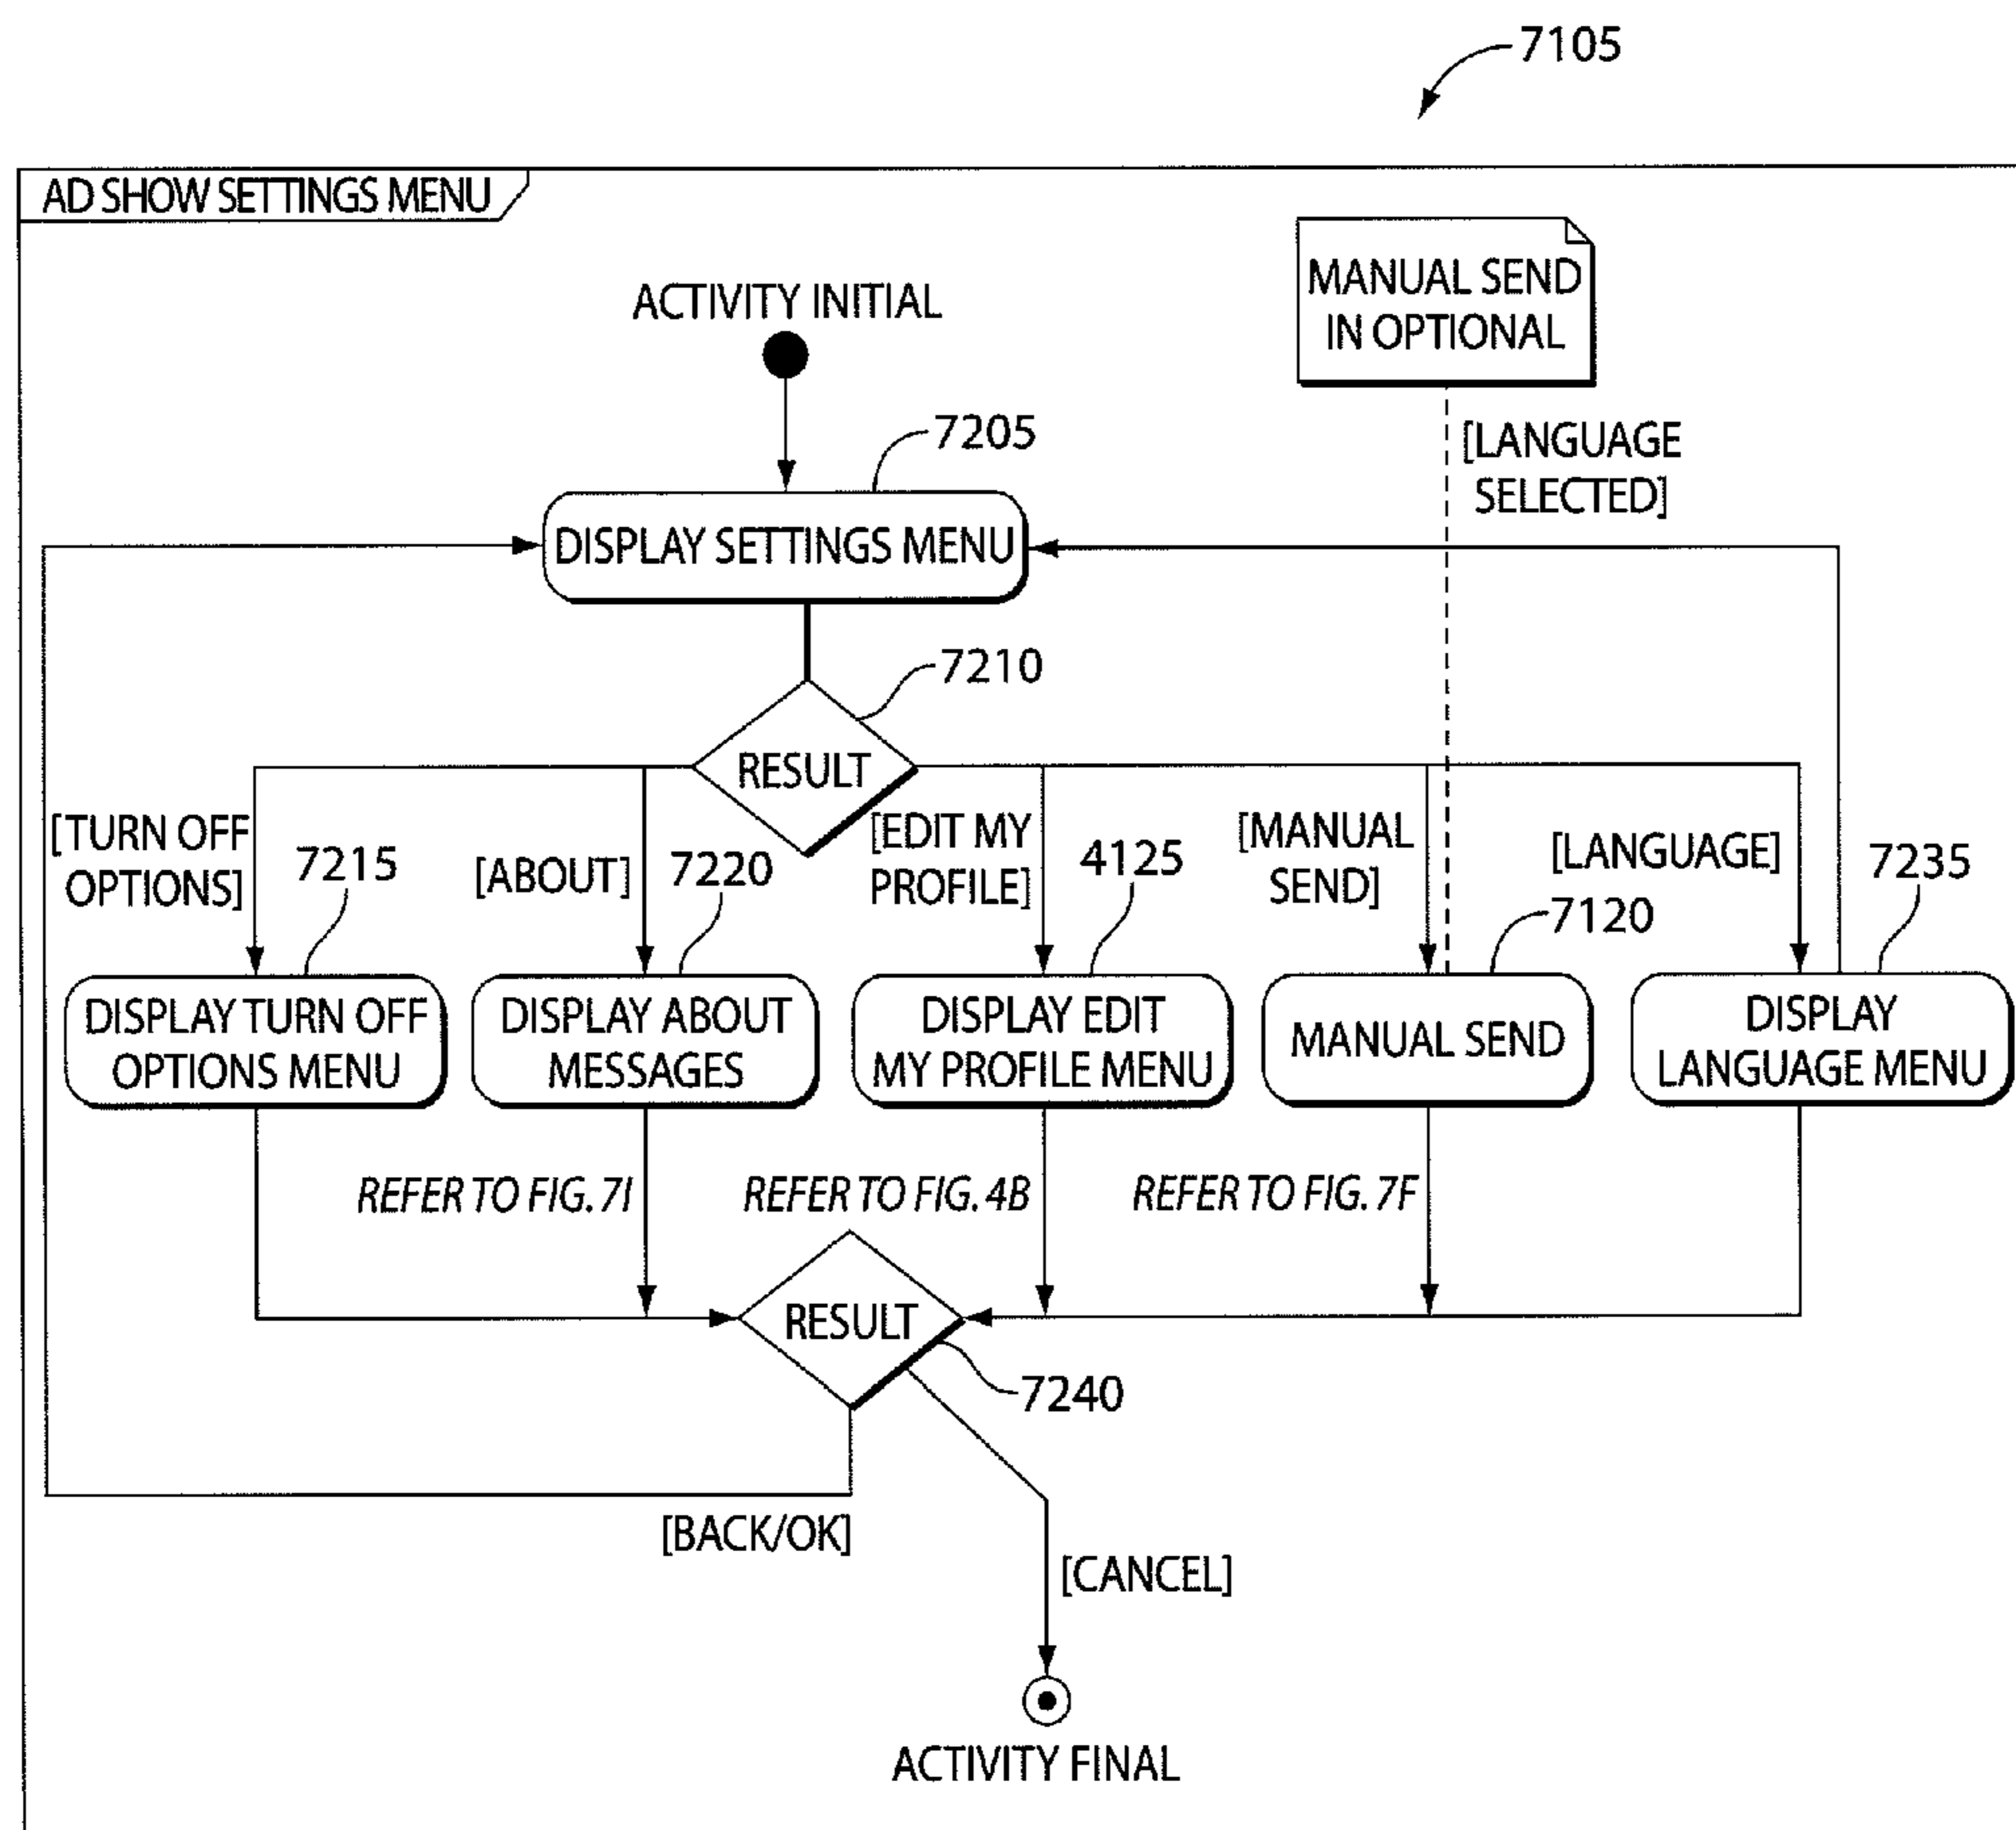 7105
AD SHOW SETTINGS MENU
MANUAL SEND
IN OPTIONAL
ACTIVITY INITIAL
7205
[LANGUAGE
SELECTED]
DISPLAY SETTINGS MENU
7210
RESULT
[TURN OFF
OPTIONS]
7215
[ABOUT]
7220
[EDIT MY
PROFILE]
4125
[MANUAL
SEND]
7120
[LANGUAGE]
7235
DISPLAY TURN OFF
OPTIONS MENU
DISPLAY ABOUT
MESSAGES
DISPLAY EDIT
MY PROFILE MENU
MANUAL SEND
DISPLAY
LANGUAGE MENU
REFER TO FIG. 7I
REFER TO FIG. 4B
REFER TO FIG. 7F
RESULT
7240
[BACK/OK]
[CANCEL]
ACTIVITY FINAL